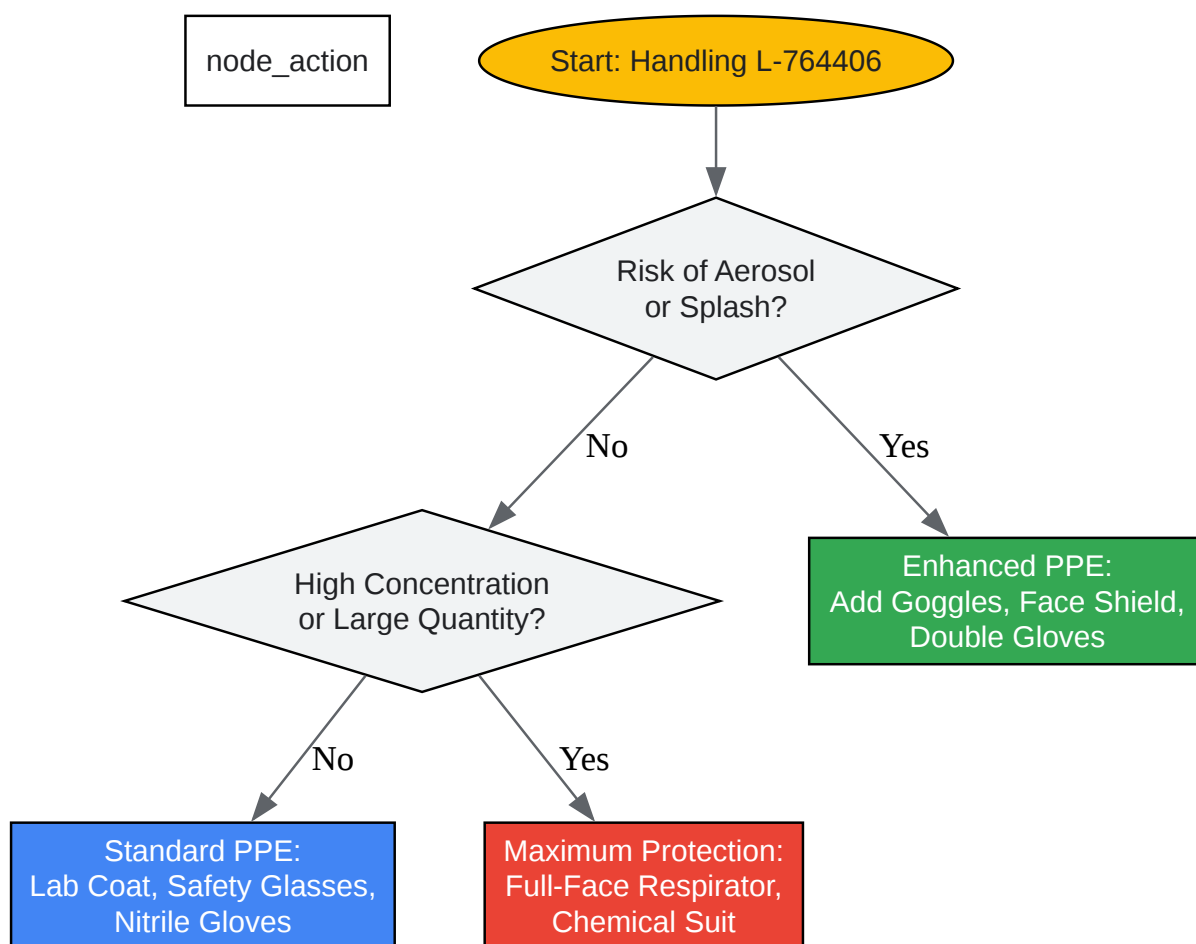 node_action
Start: Handling L-764406
Risk of Aerosol
or Splash?
No
Yes
High Concentration
or Large Quantity?
Enhanced PPE:
Add Goggles, Face Shield,
Double Gloves
No
Yes
Standard PPE:
Lab Coat, Safety Glasses,
Nitrile Gloves
Maximum Protection:
Full-Face Respirator,
Chemical Suit